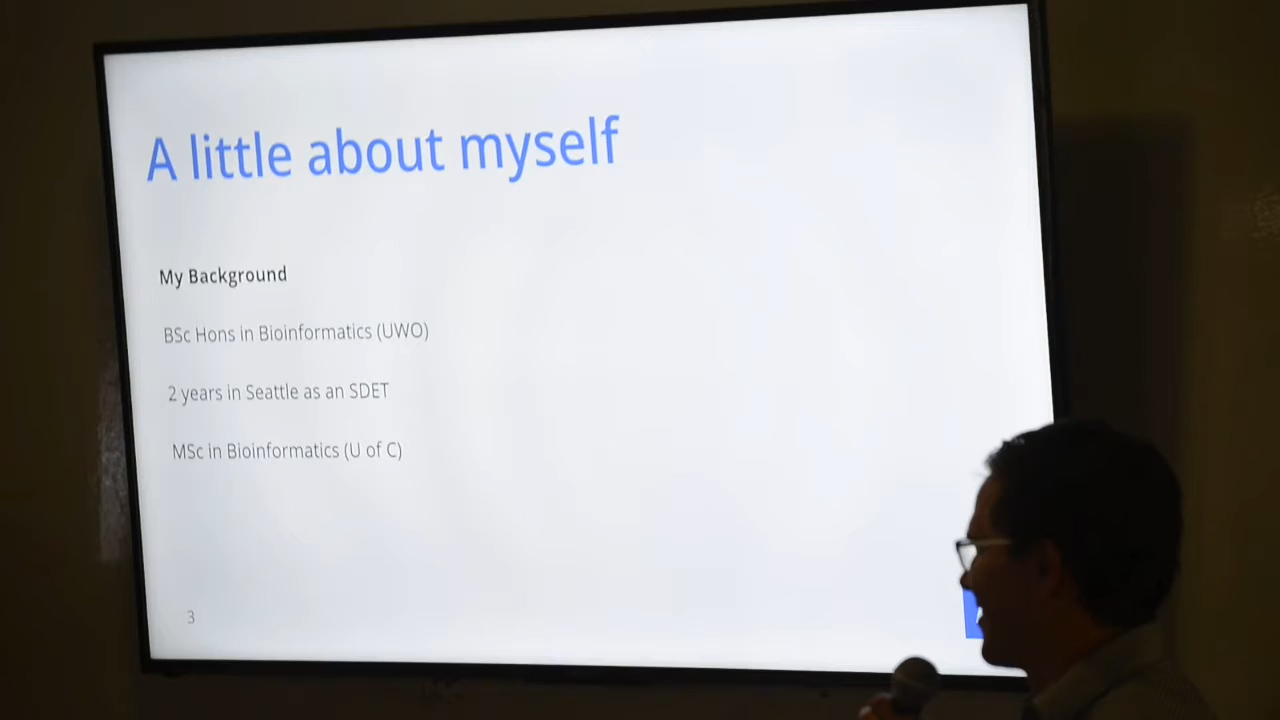 A little about myself
My Background
BSc Hons in Bioinformatics (UWO)
2 years in Seattle as an SDET
MSc in Bioinformatics (U of C)
3